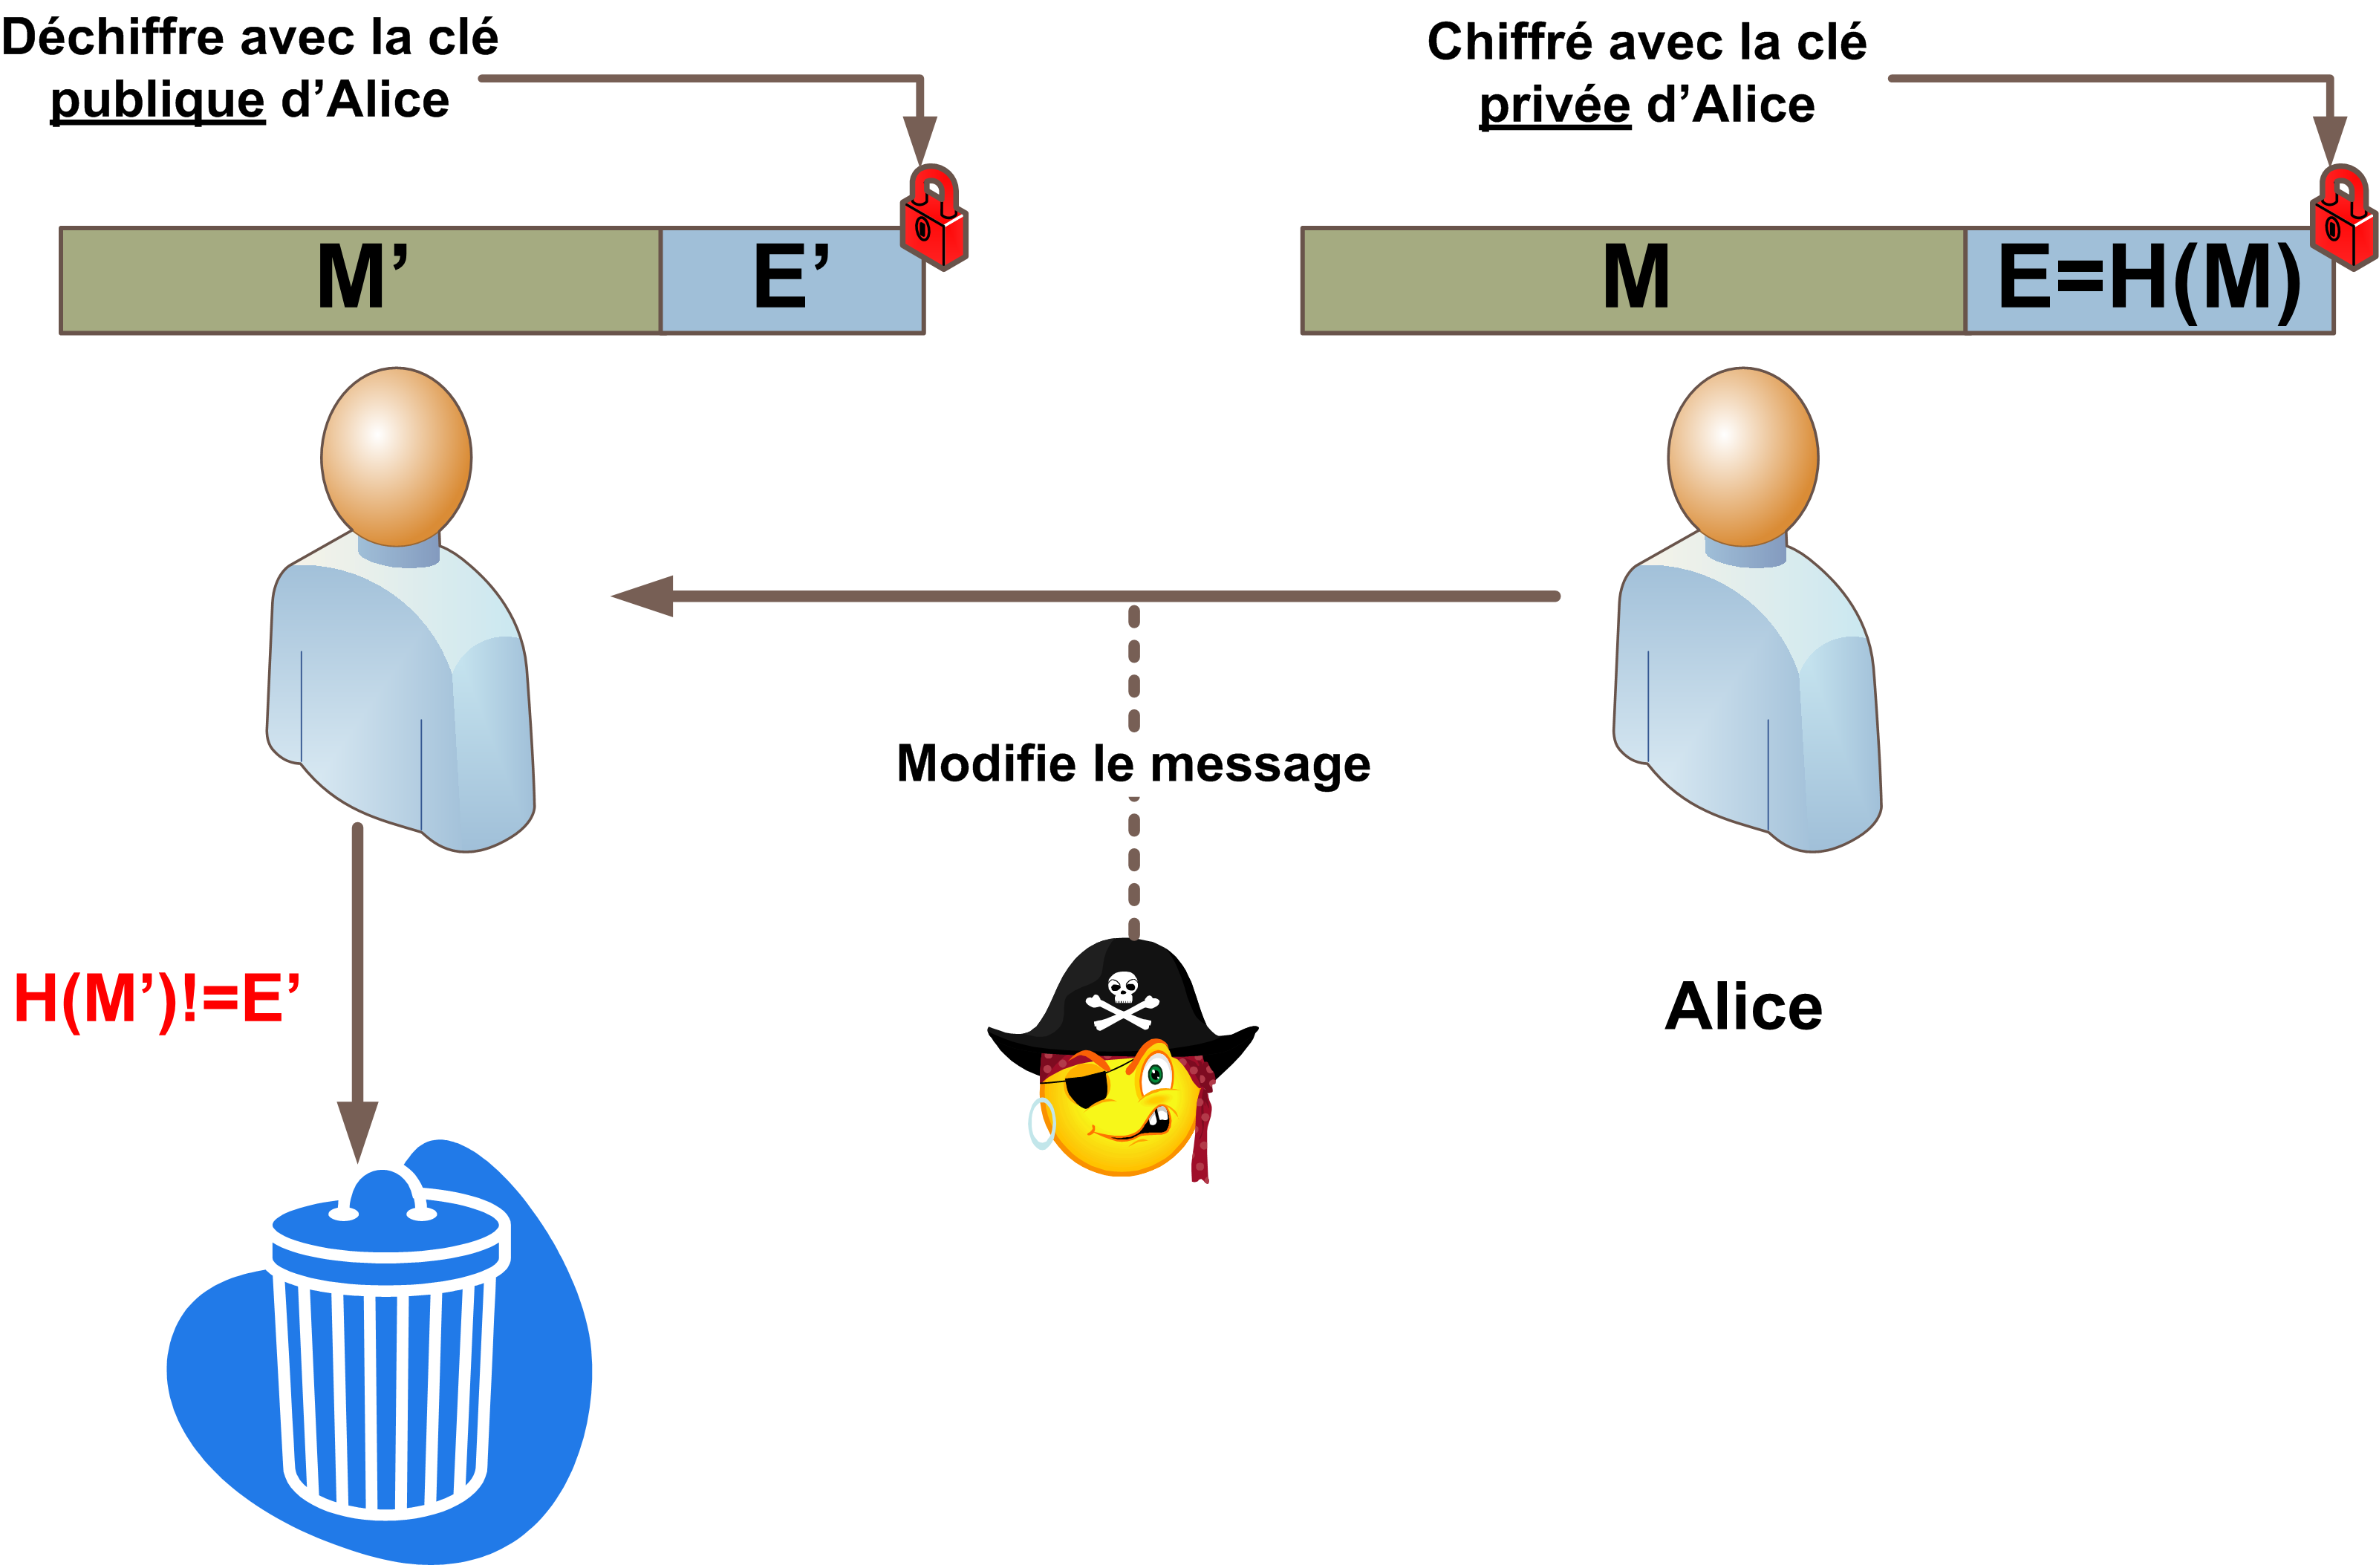 Déchiffre avec la clé
publique d’Alice
Chiffré avec la clé
privée d’Alice
M’
E’
M
E=H(M)
Modifie le message
H(M’)!=E’
Alice